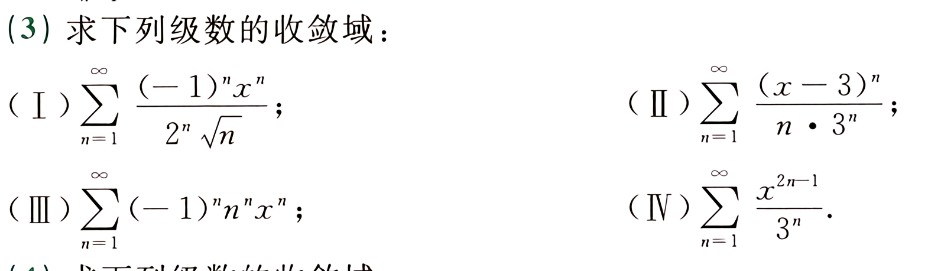 (3) 求下列级数的收敛域:
(Ⅰ) $\sum_{n=1}^{\infty} \frac{(-1)^n x^n}{2^n \sqrt{n}}$; (Ⅱ) $\sum_{n=1}^{\infty} \frac{(x-3)^n}{n \cdot 3^n}$;
(Ⅲ) $\sum_{n=1}^{\infty} (-1)^n n^n x^n$; (Ⅳ) $\sum_{n=1}^{\infty} \frac{x^{2n-1}}{3^n}$.